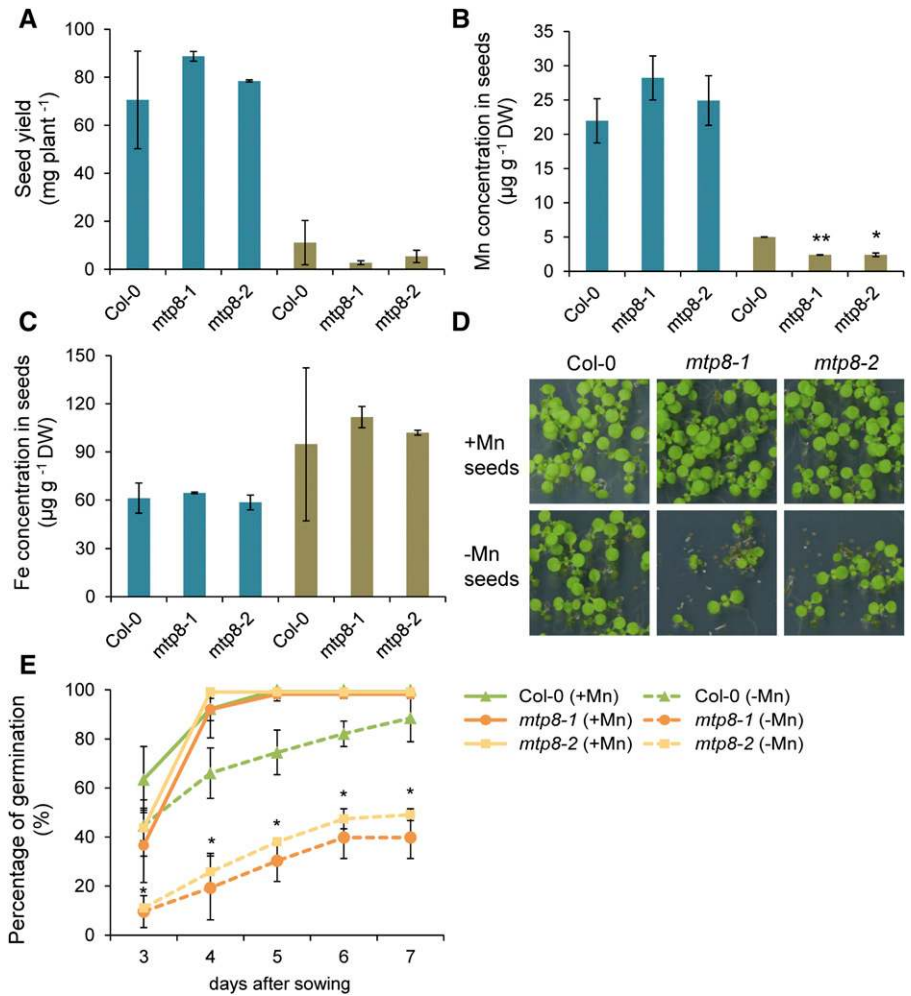 A
Seed yield
(mg plant -1)
100
80
60
40
20
0
Col-0
mtp8-1
mtp8-2
Col-0
mtp8-1
mtp8-2
B
Mn concentration in seeds
(µg g -1 DW)
35
30
25
20
15
10
5
0
**
*
Col-0
mtp8-1
mtp8-2
Col-0
mtp8-1
mtp8-2
C
Fe concentration in seeds
(µg g -1 DW)
150
120
90
60
30
0
Col-0
mtp8-1
mtp8-2
Col-0
mtp8-1
mtp8-2
D
Col-0 mtp8-1 mtp8-2
+Mn
seeds
-Mn
seeds
E
Percentage of germination
(%)
100
80
60
40
20
0
*
*
*
*
*
*
3 4 5 6 7
days after sowing
Col-0 (+Mn) Col-0 (-Mn)
mtp8-1 (+Mn) mtp8-1 (-Mn)
mtp8-2 (+Mn) mtp8-2 (-Mn)